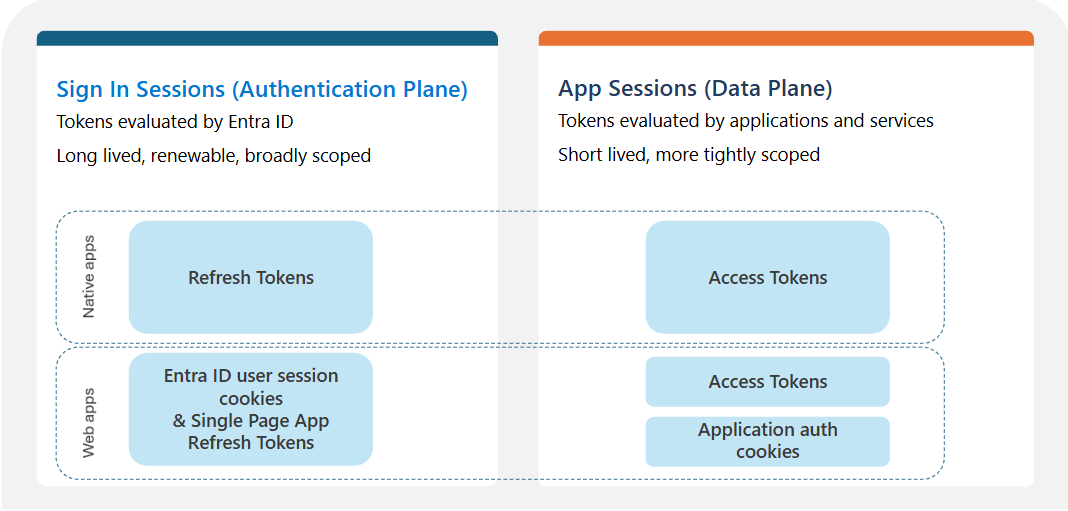 Sign In Sessions (Authentication Plane)
Tokens evaluated by Entra ID
Long lived, renewable, broadly scoped
App Sessions (Data Plane)
Tokens evaluated by applications and services
Short lived, more tightly scoped
Native apps
Refresh Tokens
Access Tokens
Web apps
Entra ID user session
cookies
& Single Page App
Refresh Tokens
Access Tokens
Application auth
cookies